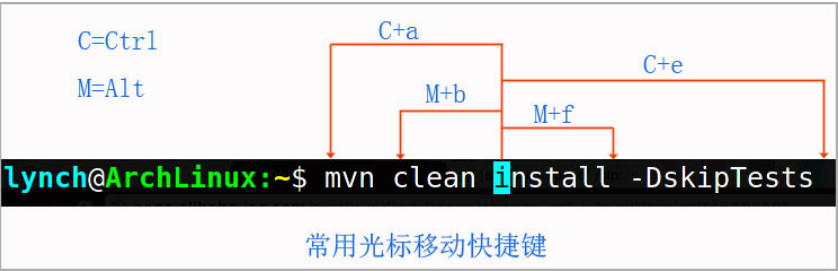 C=Ctrl
C+a
C+e
M=Alt
M+b
M+f
lynch@ArchLinux:~$ mvn clean install -DskipTests
常用光标移动快捷键